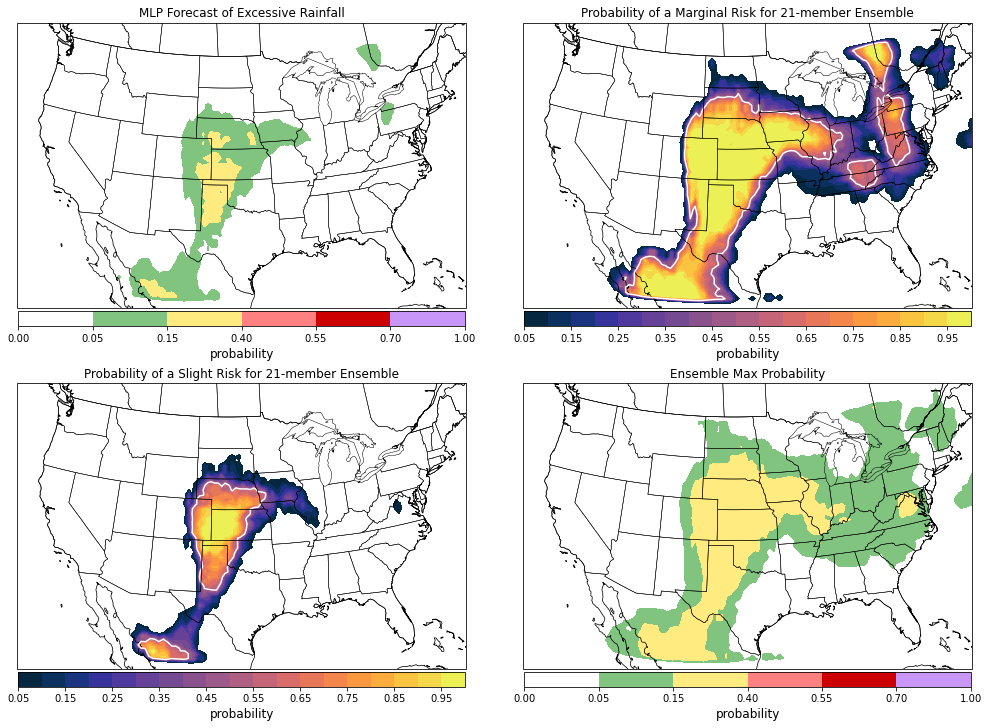 MLP Forecast of Excessive Rainfall
Probability of a Marginal Risk for 21-member Ensemble
0.00 0.05 0.15 0.40 0.55 0.70 1.00
probability
0.05 0.15 0.25 0.35 0.45 0.55 0.65 0.75 0.85 0.95
probability
Probability of a Slight Risk for 21-member Ensemble
Ensemble Max Probability
0.05 0.15 0.25 0.35 0.45 0.55 0.65 0.75 0.85 0.95
probability
0.00 0.05 0.15 0.40 0.55 0.70 1.00
probability